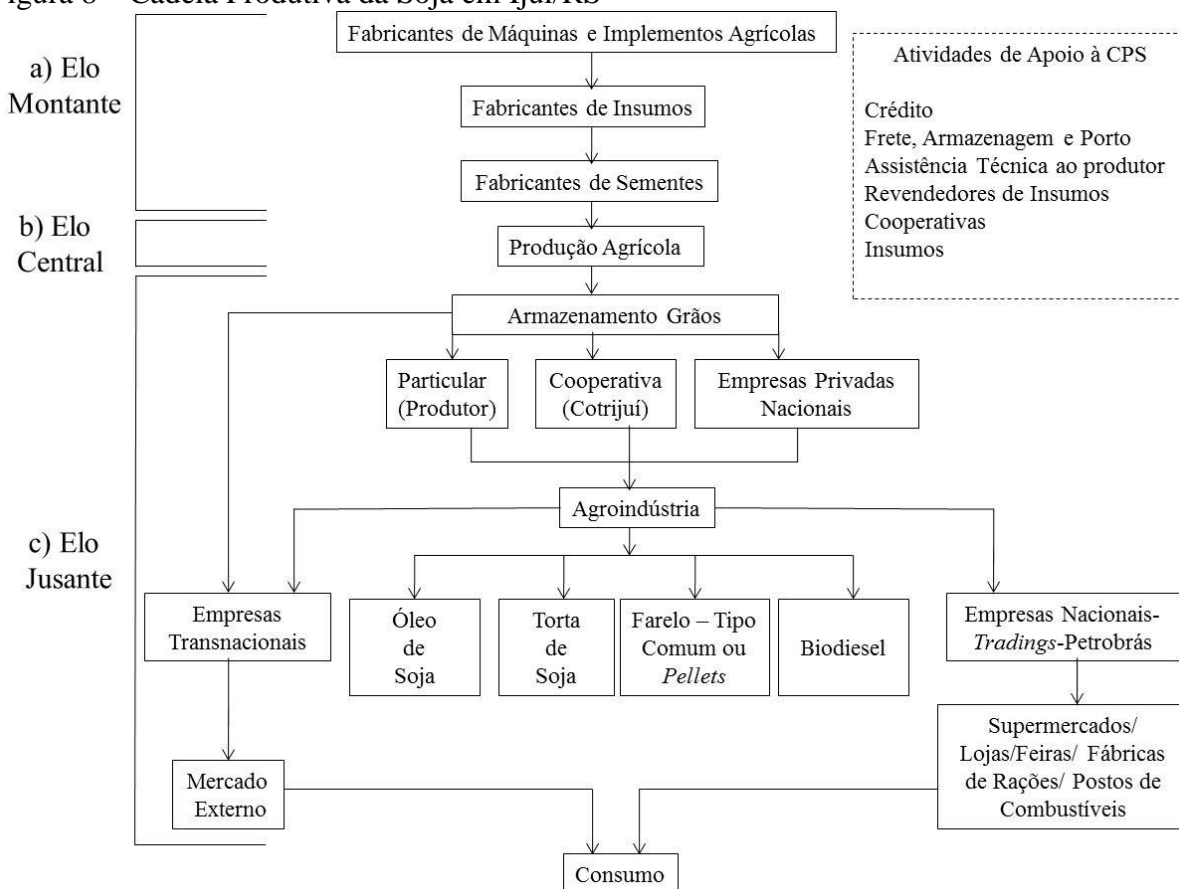 Cadeia Produtiva da Soja em Ijuí/RS
Fabricantes de Máquinas e Implementos Agrícolas
a) Elo
Montante
Fabricantes de Insumos
Fabricantes de Sementes
Atividades de Apoio à CPS
Crédito
Frete, Armazenagem e Porto
Assistência Técnica ao produtor
Revendedores de Insumos
Cooperativas
Insumos
b) Elo
Central
Produção Agrícola
c) Elo
Jusante
Armazenamento Grãos
Particular
(Produtor)
Cooperativa
(Cotrijuí)
Empresas Privadas
Nacionais
Agroindústria
Empresas
Transnacionais
Óleo
de
Soja
Torta
de
Soja
Farelo – Tipo
Comum ou
Pellets
Biodiesel
Empresas Nacionais-
Tradings-Petrobrás
Mercado
Externo
Supermercados/
Lojas/Feiras/ Fábricas
de Rações/ Postos de
Combustíveis
Consumo